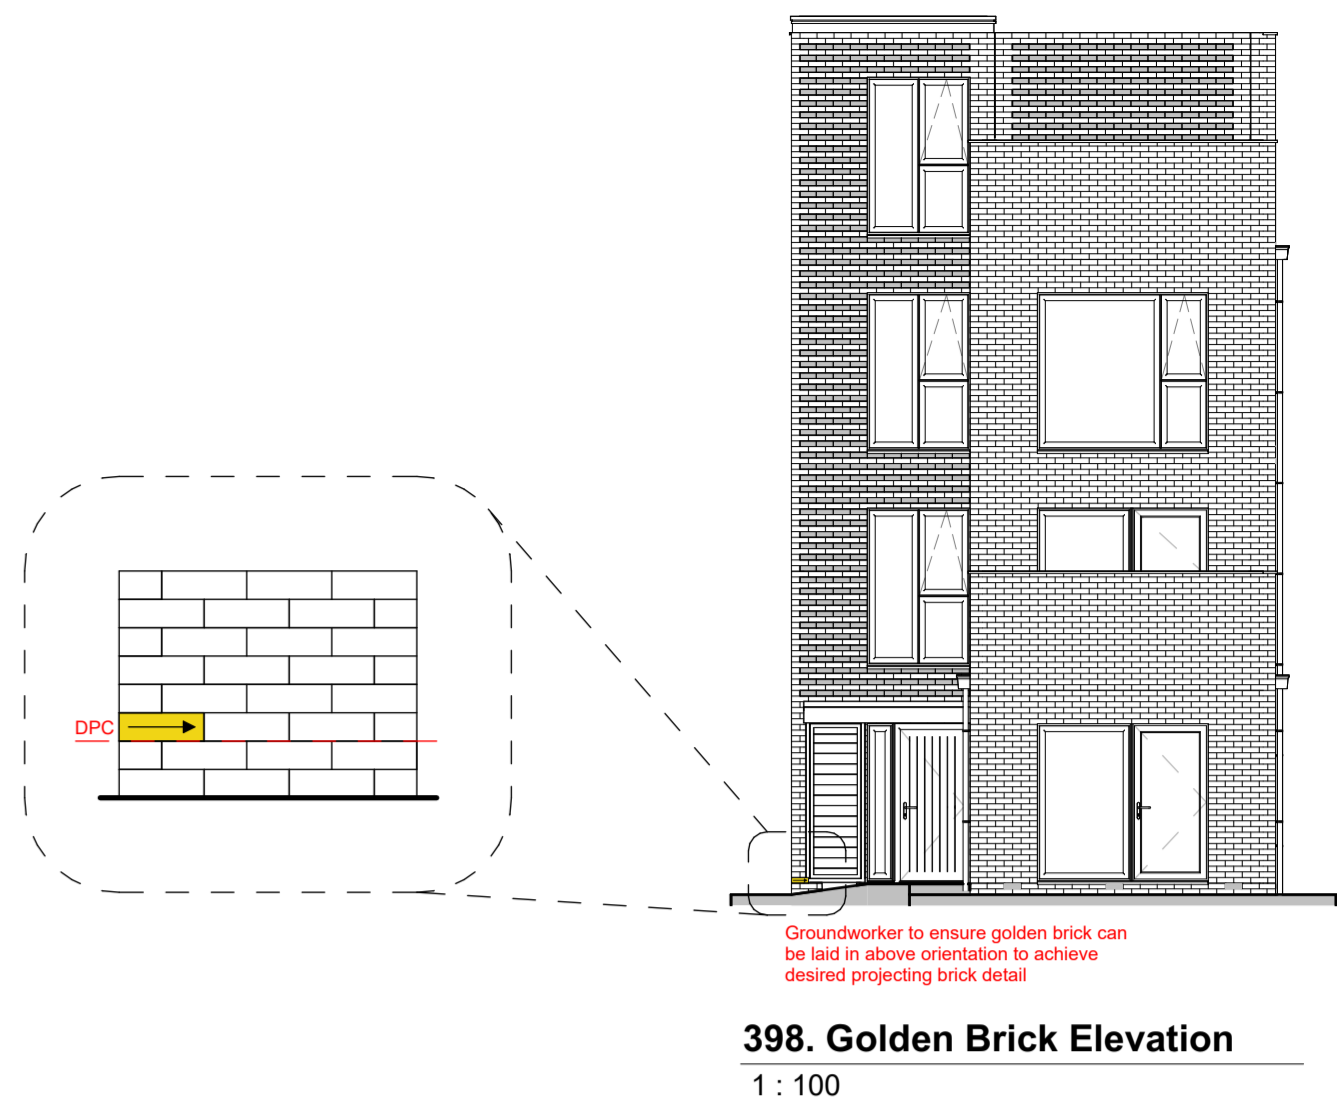 DPC
Groundworker to ensure golden brick can
be laid in above orientation to achieve
desired projecting brick detail
398. Golden Brick Elevation
1 : 100